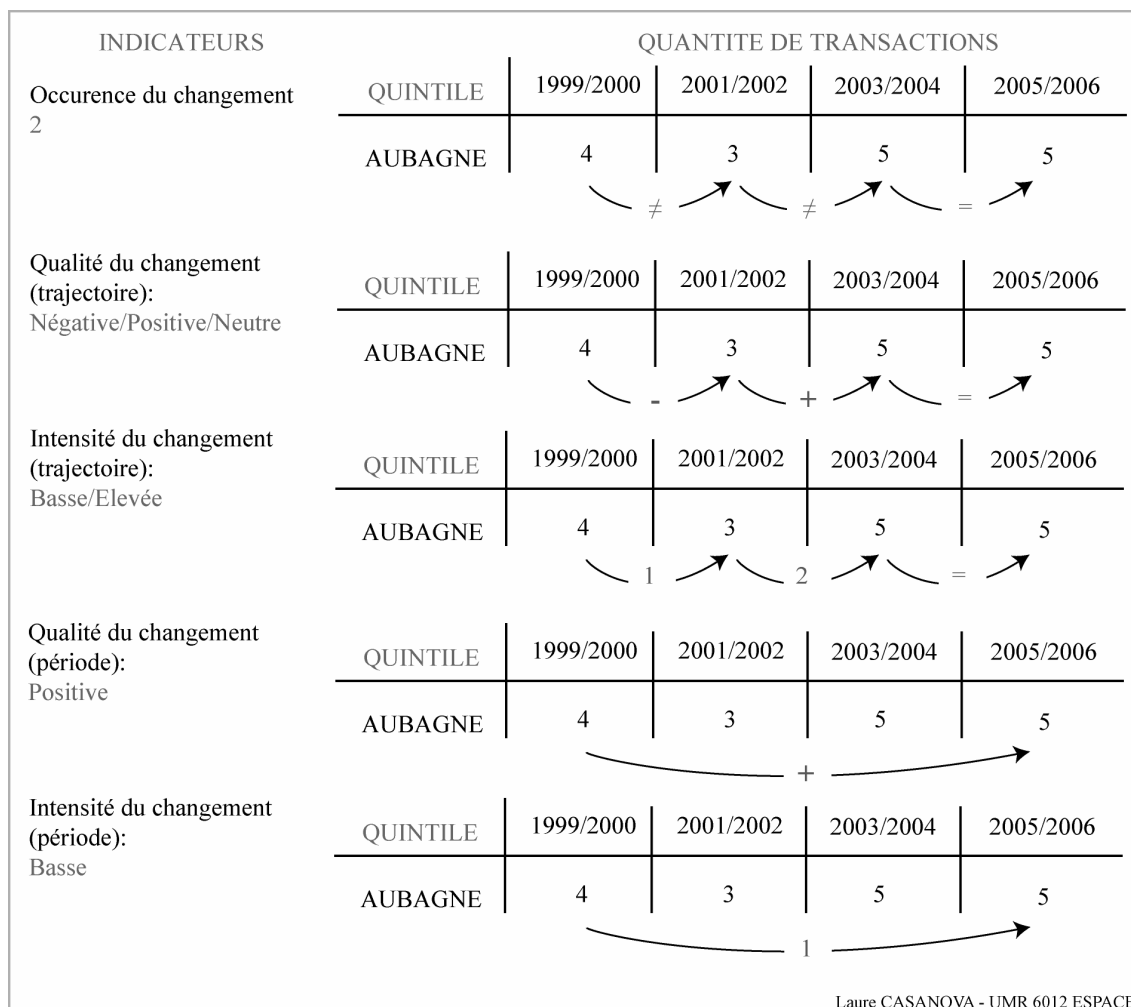 INDICATEURS QUANTITE DE TRANSACTIONS
Occurence du changement
2
QUINTILE 1999/2000 2001/2002 2003/2004 2005/2006
AUBAGNE 4 3 5 5
≠ ≠ =
Qualité du changement
(trajectoire):
Négative/Positive/Neutre
QUINTILE 1999/2000 2001/2002 2003/2004 2005/2006
AUBAGNE 4 3 5 5
- + =
Intensité du changement
(trajectoire):
Basse/Elevée
QUINTILE 1999/2000 2001/2002 2003/2004 2005/2006
AUBAGNE 4 3 5 5
1 2 =
Qualité du changement
(période):
Positive
QUINTILE 1999/2000 2001/2002 2003/2004 2005/2006
AUBAGNE 4 3 5 5
+
Intensité du changement
(période):
Basse
QUINTILE 1999/2000 2001/2002 2003/2004 2005/2006
AUBAGNE 4 3 5 5
1
Laure CASANOVA - UMR 6012 ESPACE